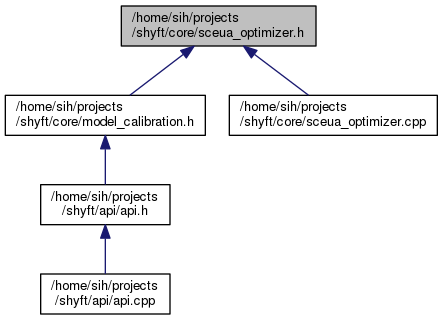 /home/sih/projects
/shyft/core/sceua_optimizer.h
/home/sih/projects
/shyft/core/model_calibration.h
/home/sih/projects
/shyft/core/sceua_optimizer.cpp
/home/sih/projects
/shyft/api/api.h
/home/sih/projects
/shyft/api/api.cpp